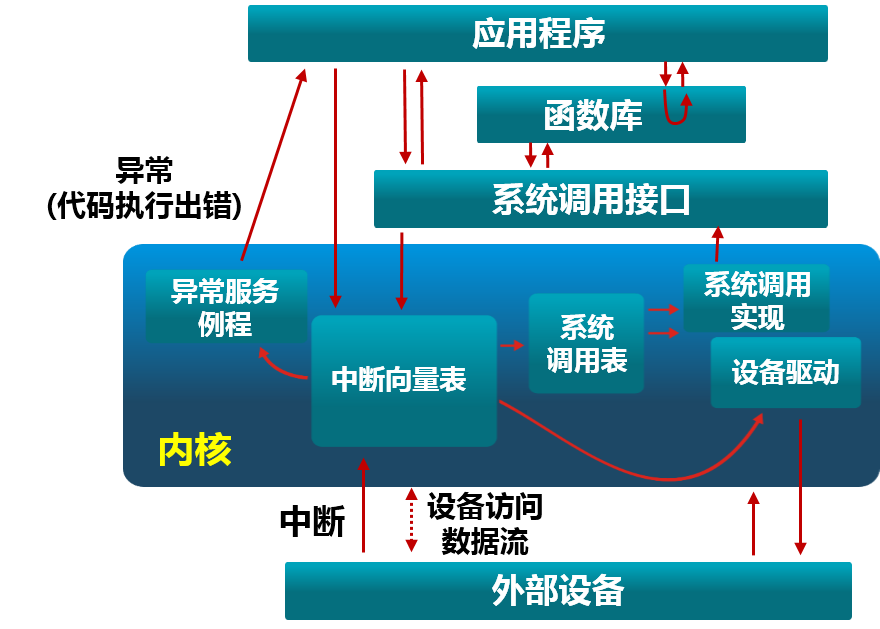 应用程序
函数库
异常
(代码执行出错)
系统调用接口
异常服务
例程
系统调用
实现
系统
调用表
中断向量表
设备驱动
内核
中断
设备访问
数据流
外部设备